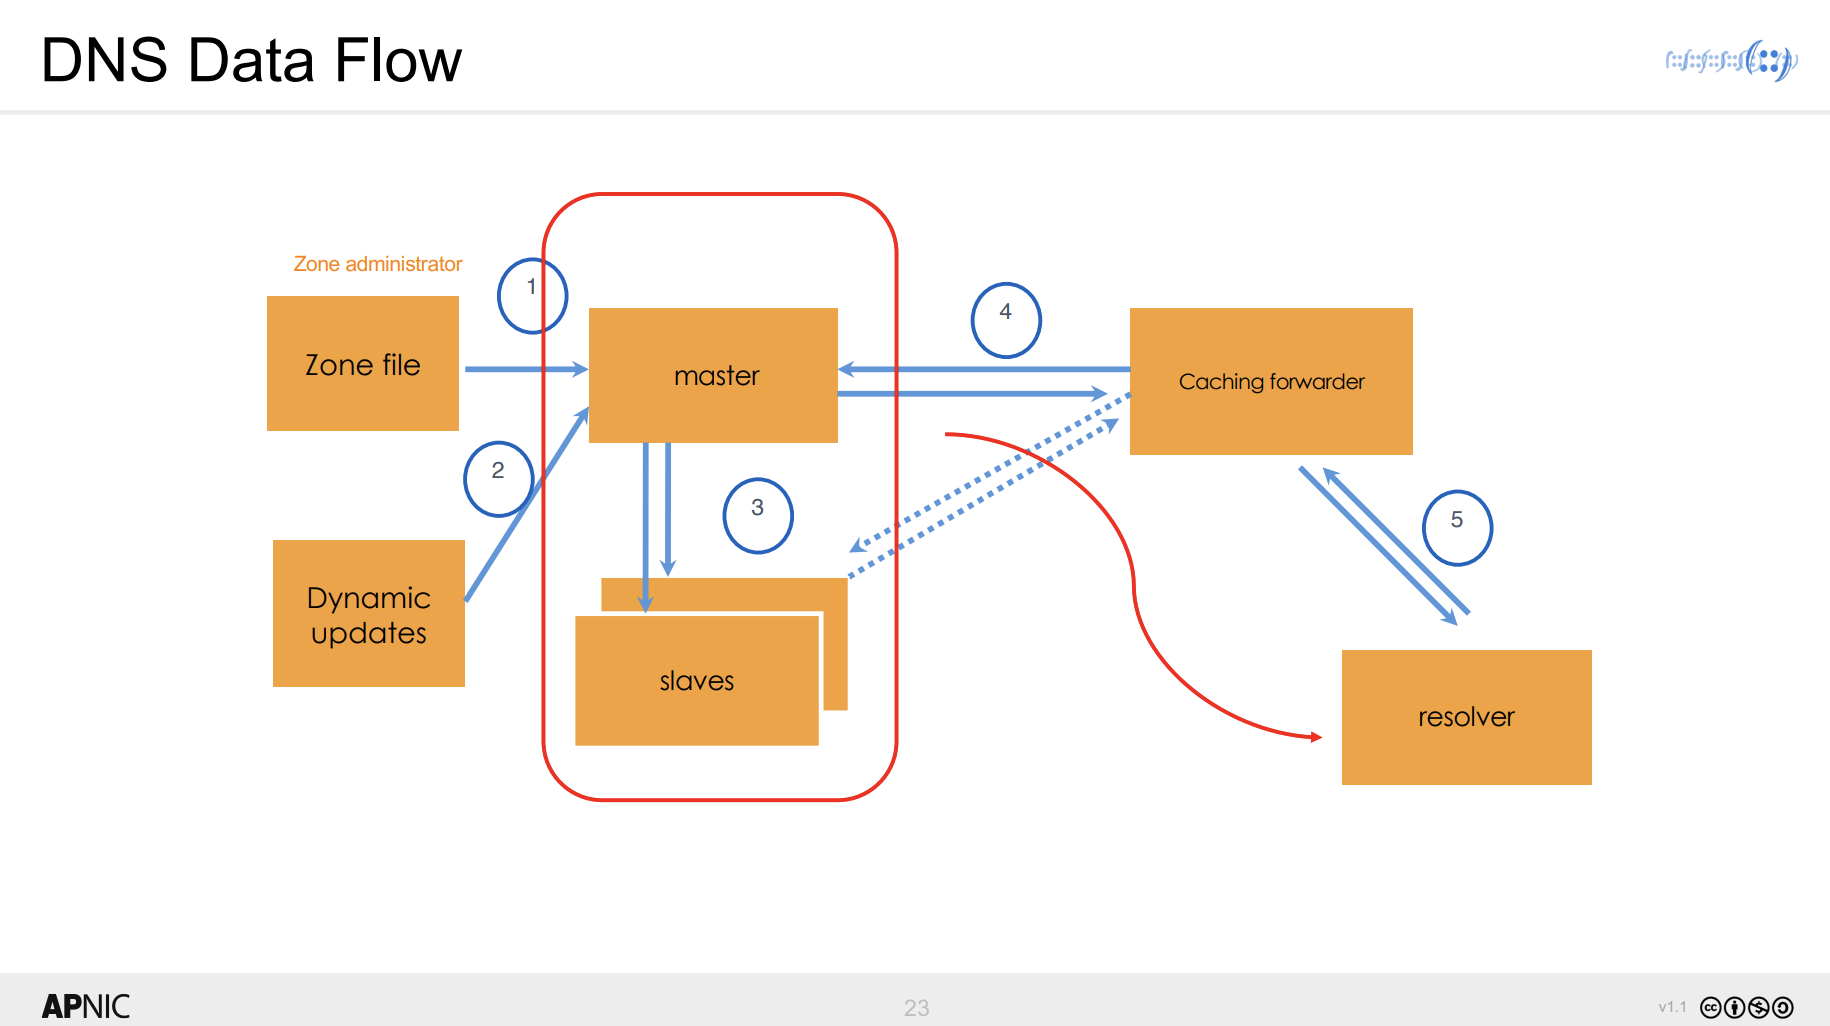 DNS Data Flow
Zone administrator
1
Zone file
master
4
Caching forwarder
2
3
5
Dynamic
updates
slaves
resolver
APNIC
23
v1.1
cc